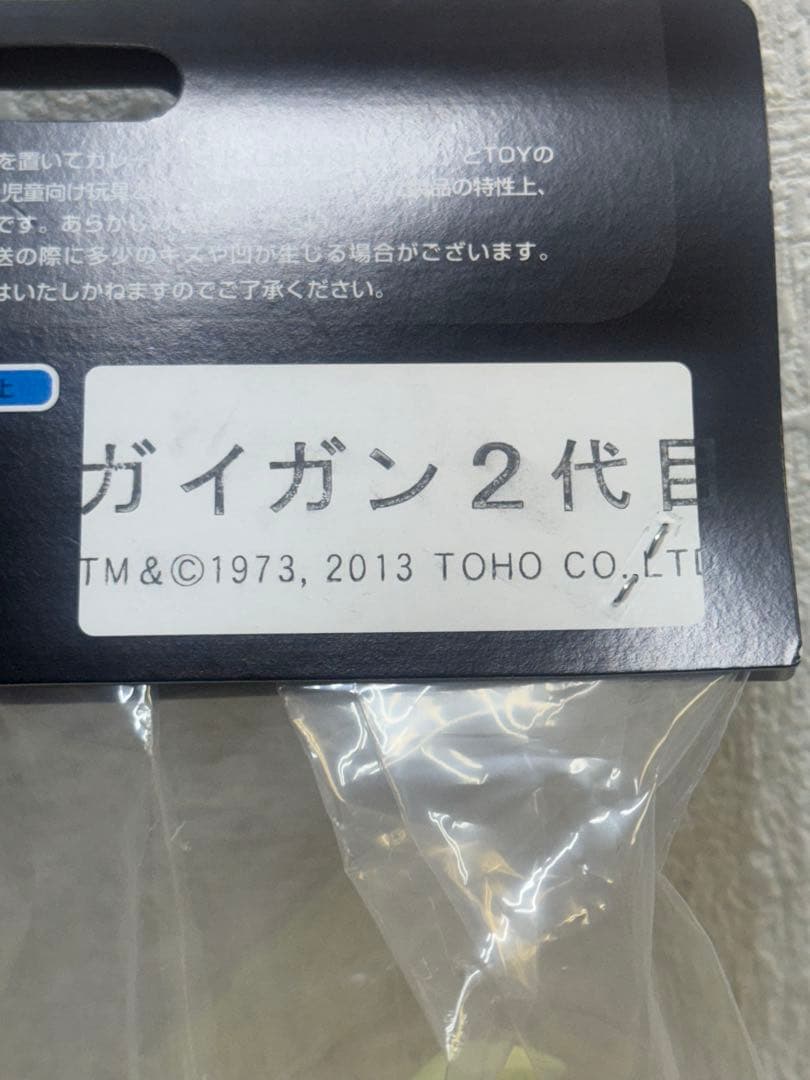 を置いてカレ とTOYの
児童向け玩具 品の特性上、
です。あらかじめ
送の際に多少のキズや凹が生じる場合がございます。
はいたしかねますのでご了承ください。
上
ガイガン2代目
TM&©1973, 2013 TOHO CO.,LTD